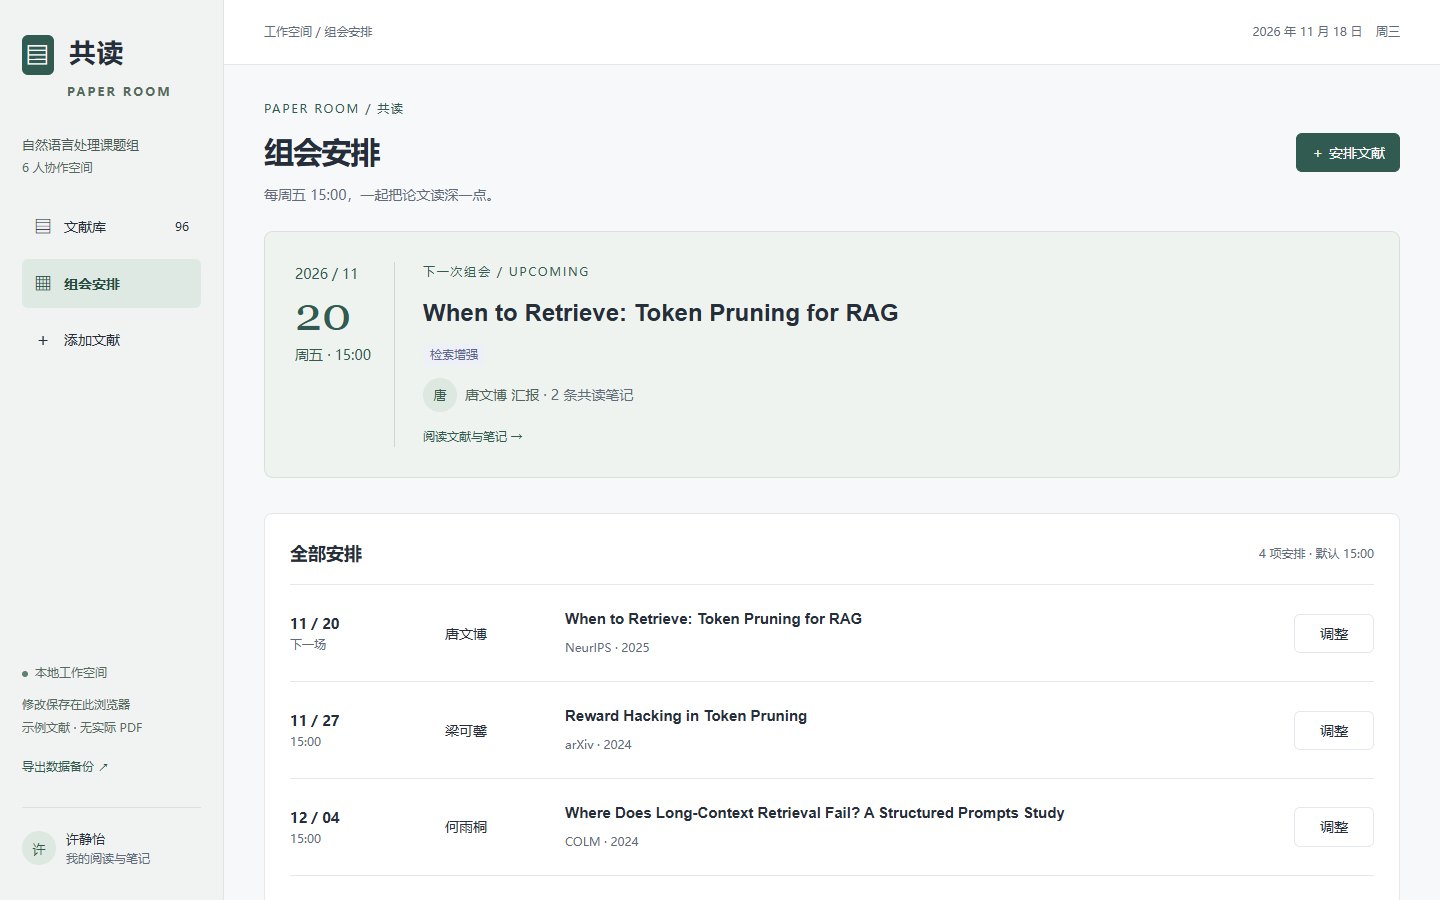 共读
PAPER ROOM
自然语言处理课题组
6 人协作空间
文献库 96
组会安排
+ 添加文献
本地工作空间
修改保存在此浏览器
示例文献 · 无实际 PDF
导出数据备份 ↗
许 许静怡
我的阅读与笔记
工作空间 / 组会安排
2026 年 11 月 18 日 周三
PAPER ROOM / 共读
组会安排
+ 安排文献
每周五 15:00，一起把论文读深一点。
2026 / 11
20
周五 · 15:00
下一次组会 / UPCOMING
When to Retrieve: Token Pruning for RAG
检索增强
唐 唐文博 汇报 · 2 条共读笔记
阅读文献与笔记 →
全部安排
4 项安排 · 默认 15:00
11 / 20
下一场
唐文博
When to Retrieve: Token Pruning for RAG
NeurIPS · 2025
调整
11 / 27
15:00
梁可馨
Reward Hacking in Token Pruning
arXiv · 2024
调整
12 / 04
15:00
何雨桐
Where Does Long-Context Retrieval Fail? A Structured Prompts Study
COLM · 2024
调整